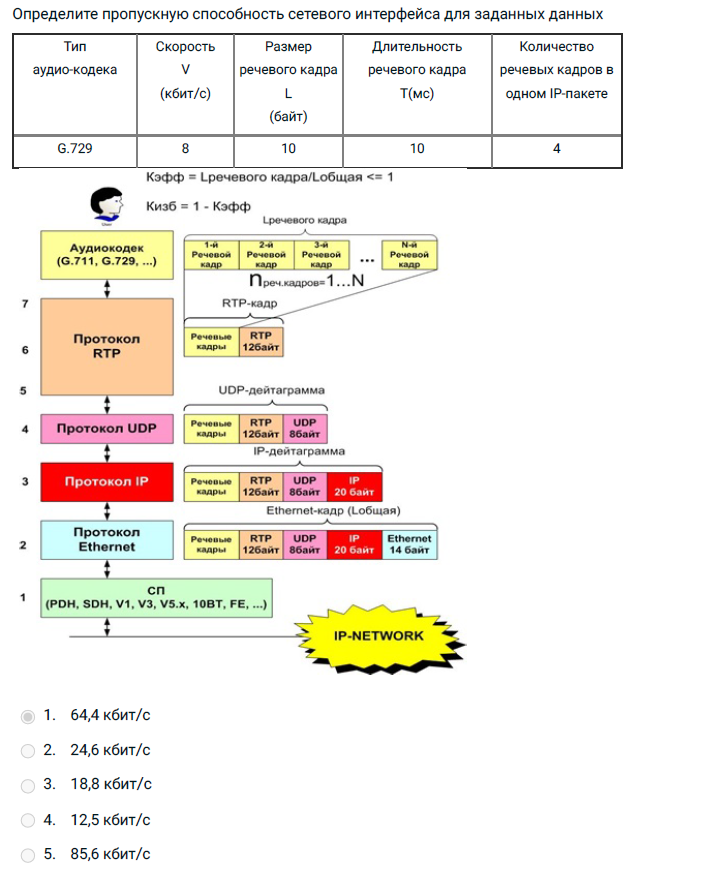 Определите пропускную способность сетевого интерфейса для заданных данных
Тип аудио-кодека
Скорость V (кбит/с)
Размер речевого кадра L (байт)
Длительность речевого кадра T(мс)
Количество речевых кадров в одном IP-пакете
G.729
8
10
10
4
Kэфф = Lречевого кадра/Lобщая <= 1
Кизб = 1 - Кэфф
Lречевого кадра
User
Аудиокодек
(G.711, G.729, ...)
1-й Речевой кадр
2-й Речевой кадр
3-й Речевой кадр
...
N-й Речевой кадр
nреч.кадров=1...N
RTP-кадр
7
Протокол RTP
6
Речевые кадры
RTP 12байт
5
UDP-дейтаграмма
4
Протокол UDP
Речевые кадры
RTP 12байт
UDP 8байт
IP-дейтаграмма
3
Протокол IP
Речевые кадры
RTP 12байт
UDP 8байт
IP 20 байт
Ethernet-кадр (Lобщая)
2
Протокол Ethernet
Речевые кадры
RTP 12байт
UDP 8байт
IP 20 байт
Ethernet 14 байт
1
СП
(PDH, SDH, V1, V3, V5.x, 10BT, FE, ...)
IP-NETWORK
1. 64,4 кбит/с
2. 24,6 кбит/с
3. 18,8 кбит/с
4. 12,5 кбит/с
5. 85,6 кбит/с